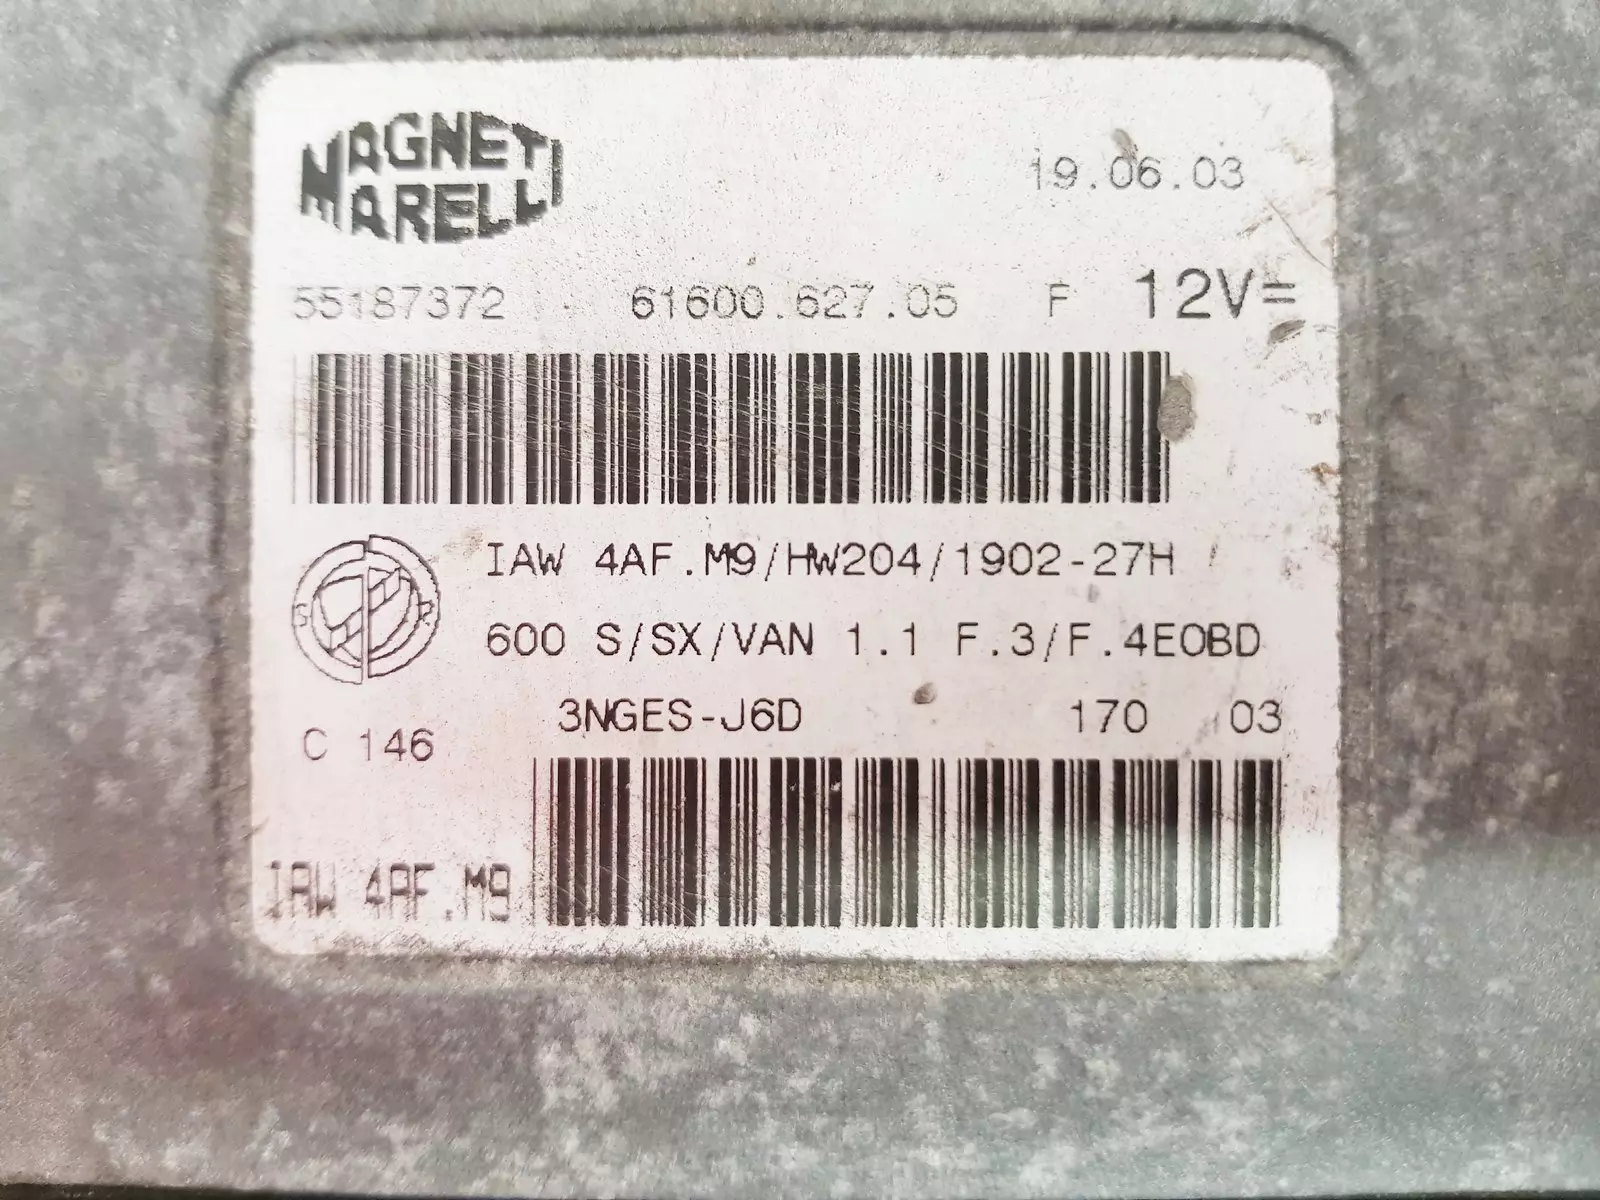 MAGNETI
MARELLI
19.06.03
55187372 61600.627.05 F 12V=
IAW 4AF.M9/HW204/1902-27H
S R
600 S/SX/VAN 1.1 F.3/F.4EOBD
3NGES-J6D 170 03
C 146
IAW 4AF.M9